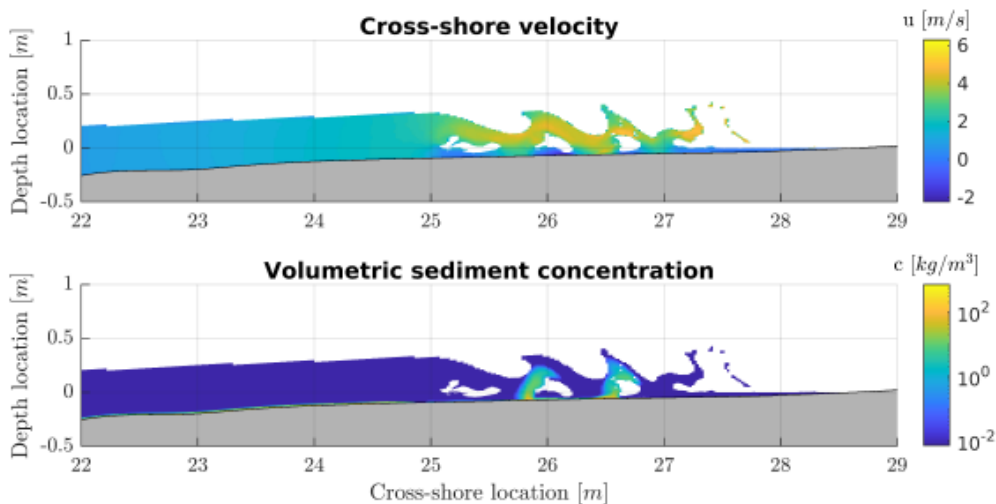 Cross-shore velocity
u [m/s]
Depth location [m]
1
0.5
0
-0.5
22 23 24 25 26 27 28 29
6
4
2
0
-2
Volumetric sediment concentration
c [kg/m³]
Depth location [m]
1
0.5
0
-0.5
22 23 24 25 26 27 28 29
10²
10⁰
10⁻²
Cross-shore location [m]